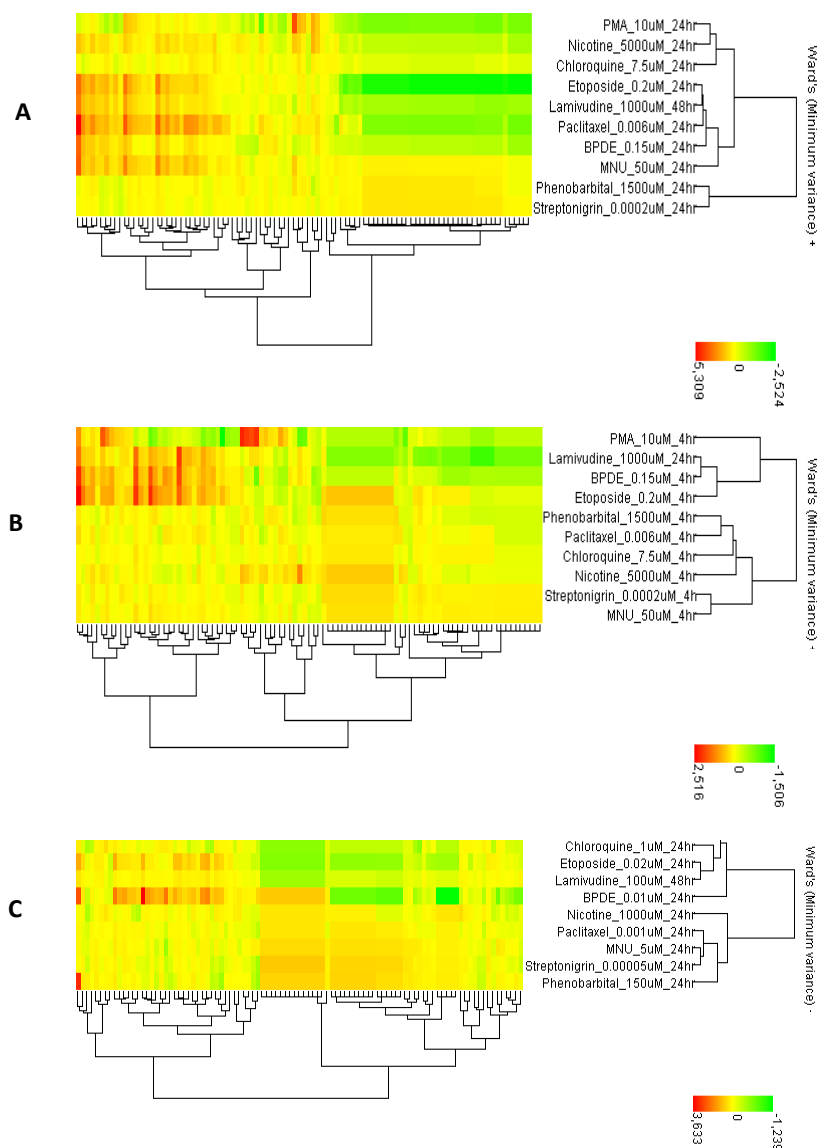 A
PMA_10uM_24hr
Nicotine_5000uM_24hr
Chloroquine_7.5uM_24hr
Etoposide_0.2uM_24hr
Lamivudine_1000uM_48hr
Paclitaxel_0.006uM_24hr
BPDE_0.15uM_24hr
MNU_50uM_24hr
Phenobarbital_1500uM_24hr
Streptonigrin_0.0002uM_24hr
Ward's (Minimum variance) +
5,309
0
-2,524
B
PMA_10uM_4hr
Lamivudine_1000uM_24hr
BPDE_0.15uM_4hr
Etoposide_0.2uM_4hr
Phenobarbital_1500uM_4hr
Paclitaxel_0.006uM_4hr
Chloroquine_7.5uM_4hr
Nicotine_5000uM_4hr
Streptonigrin_0.0002uM_4hr
MNU_50uM_4hr
Ward's (Minimum variance)
2,516
0
-1,506
C
Chloroquine_1uM_24hr
Etoposide_0.02uM_24hr
Lamivudine_100uM_48hr
BPDE_0.01uM_24hr
Nicotine_1000uM_24hr
Paclitaxel_0.001uM_24hr
MNU_5uM_24hr
Streptonigrin_0.00005uM_24hr
Phenobarbital_150uM_24hr
Ward's (Minimum variance)
3,633
0
-1,239